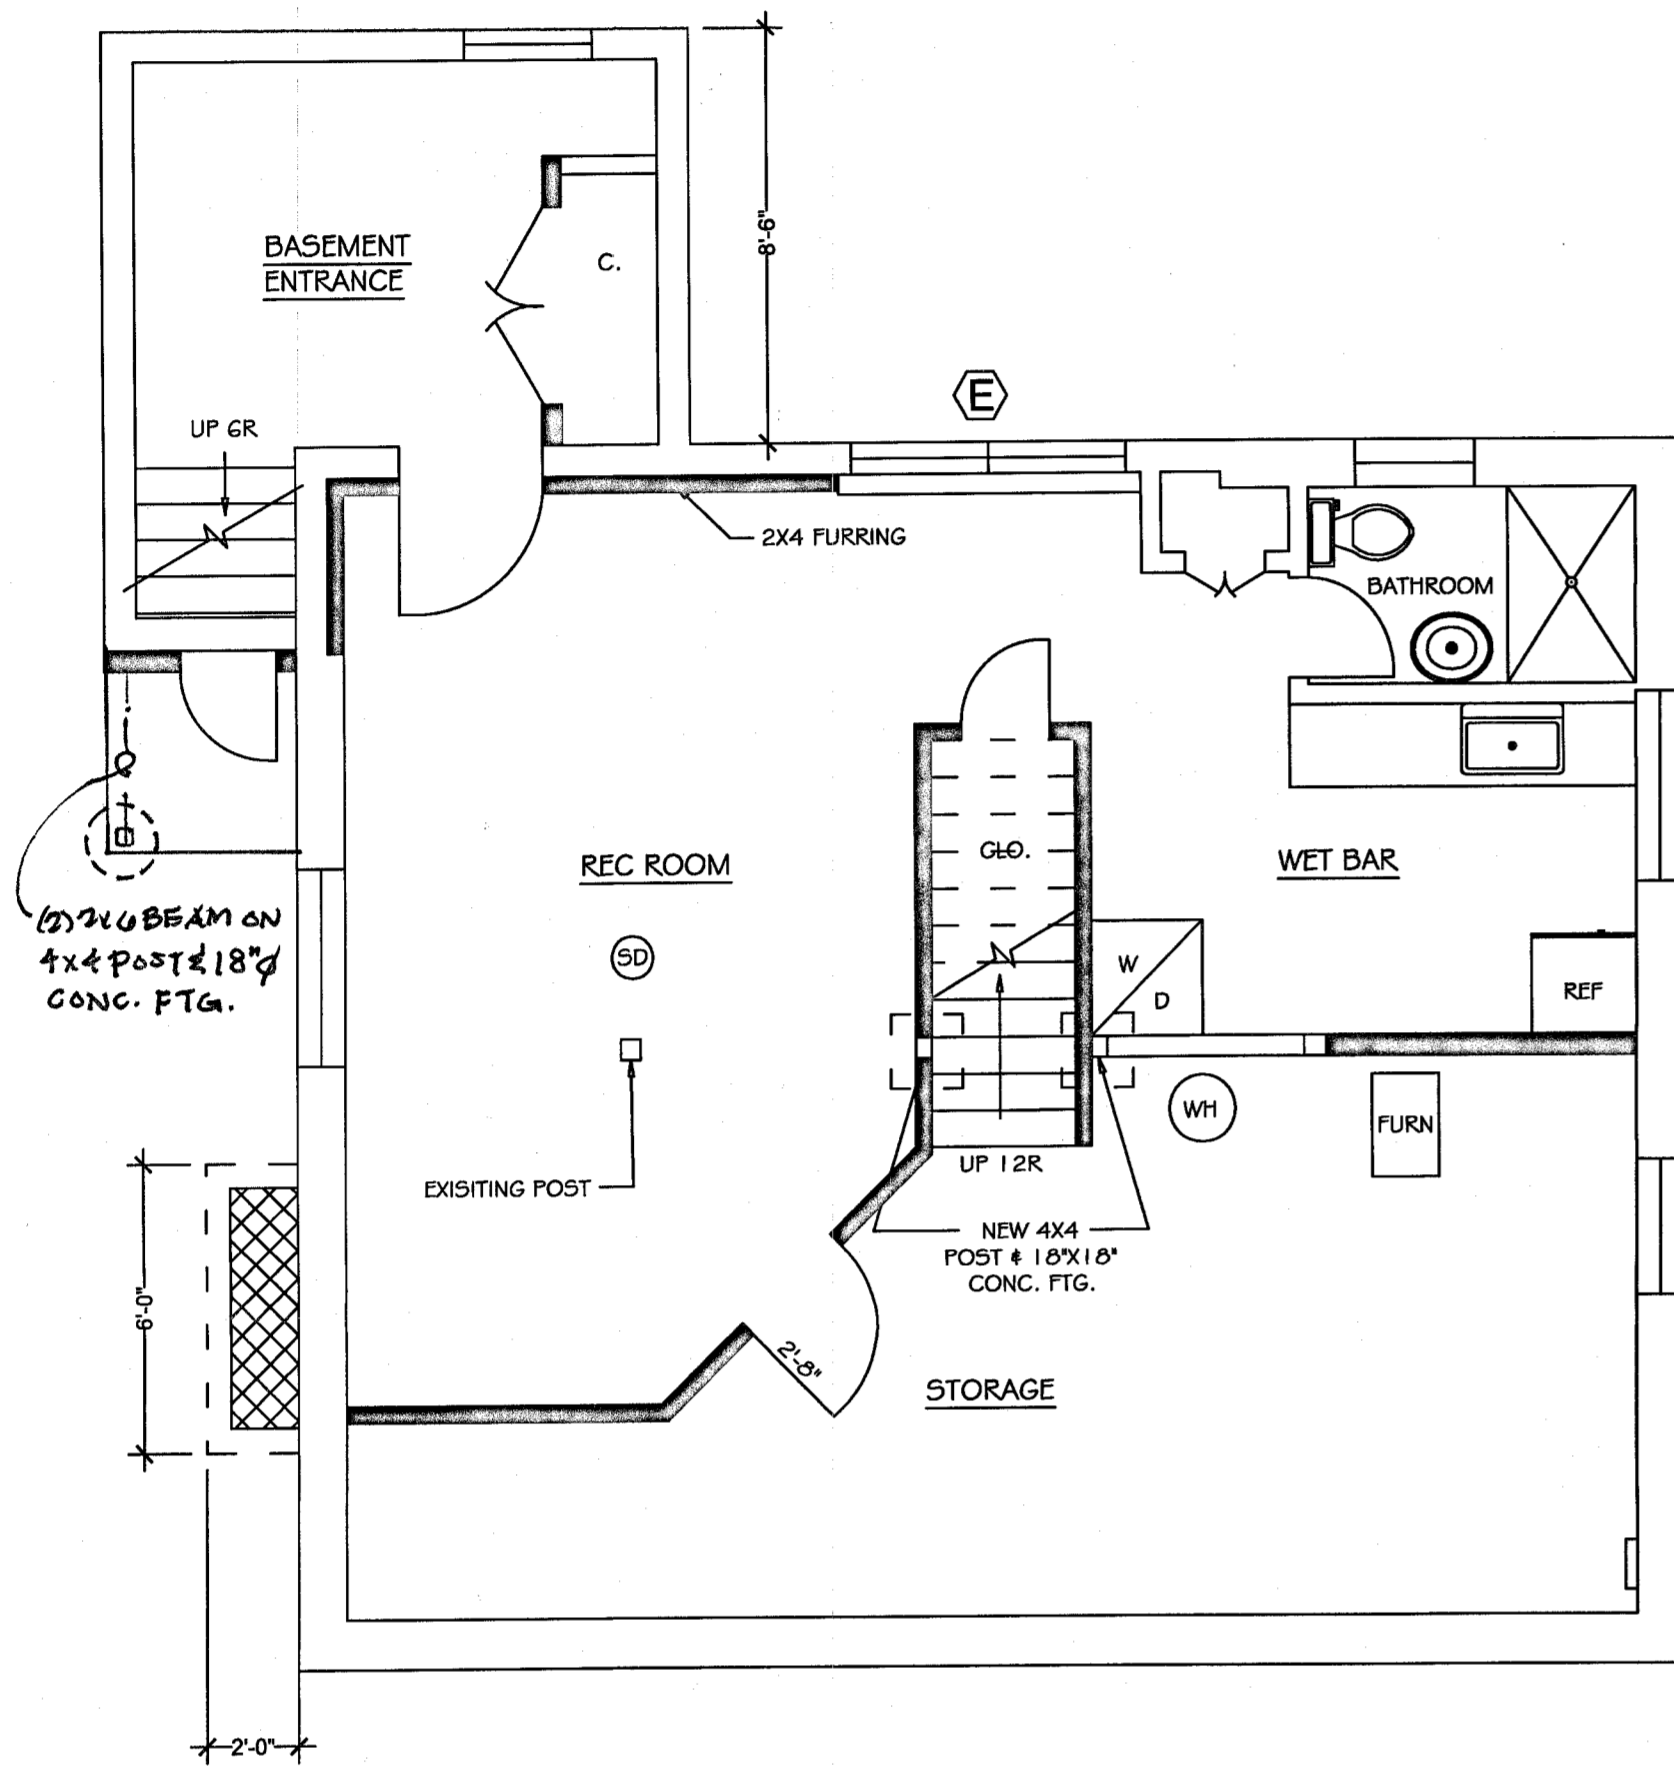 8'-6"
BASEMENT
ENTRANCE
C.
E
UP 6R
2X4 FURRING
BATHROOM
REC ROOM
CLO.
WET BAR
(2) 2x6 BEAM ON
4x4 POST & 18"⌀
CONC. FTG.
SD
W
D
REF
WH
FURN
UP 12R
EXISITING POST
NEW 4X4
POST & 18"X18"
CONC. FTG.
6'-0"
2'-8"
STORAGE
2'-0"